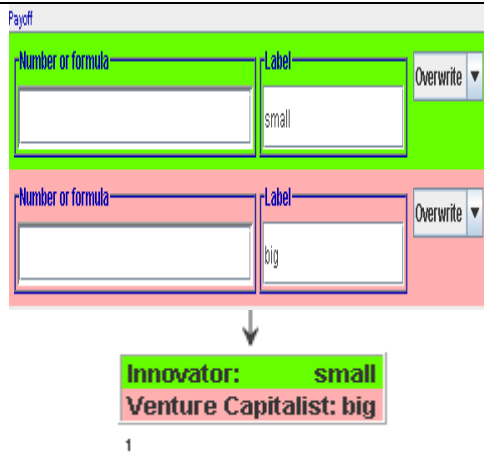 Payoff
Number or formula Label
small Overwrite
Number or formula Label
big Overwrite
Innovator: small
Venture Capitalist: big
1